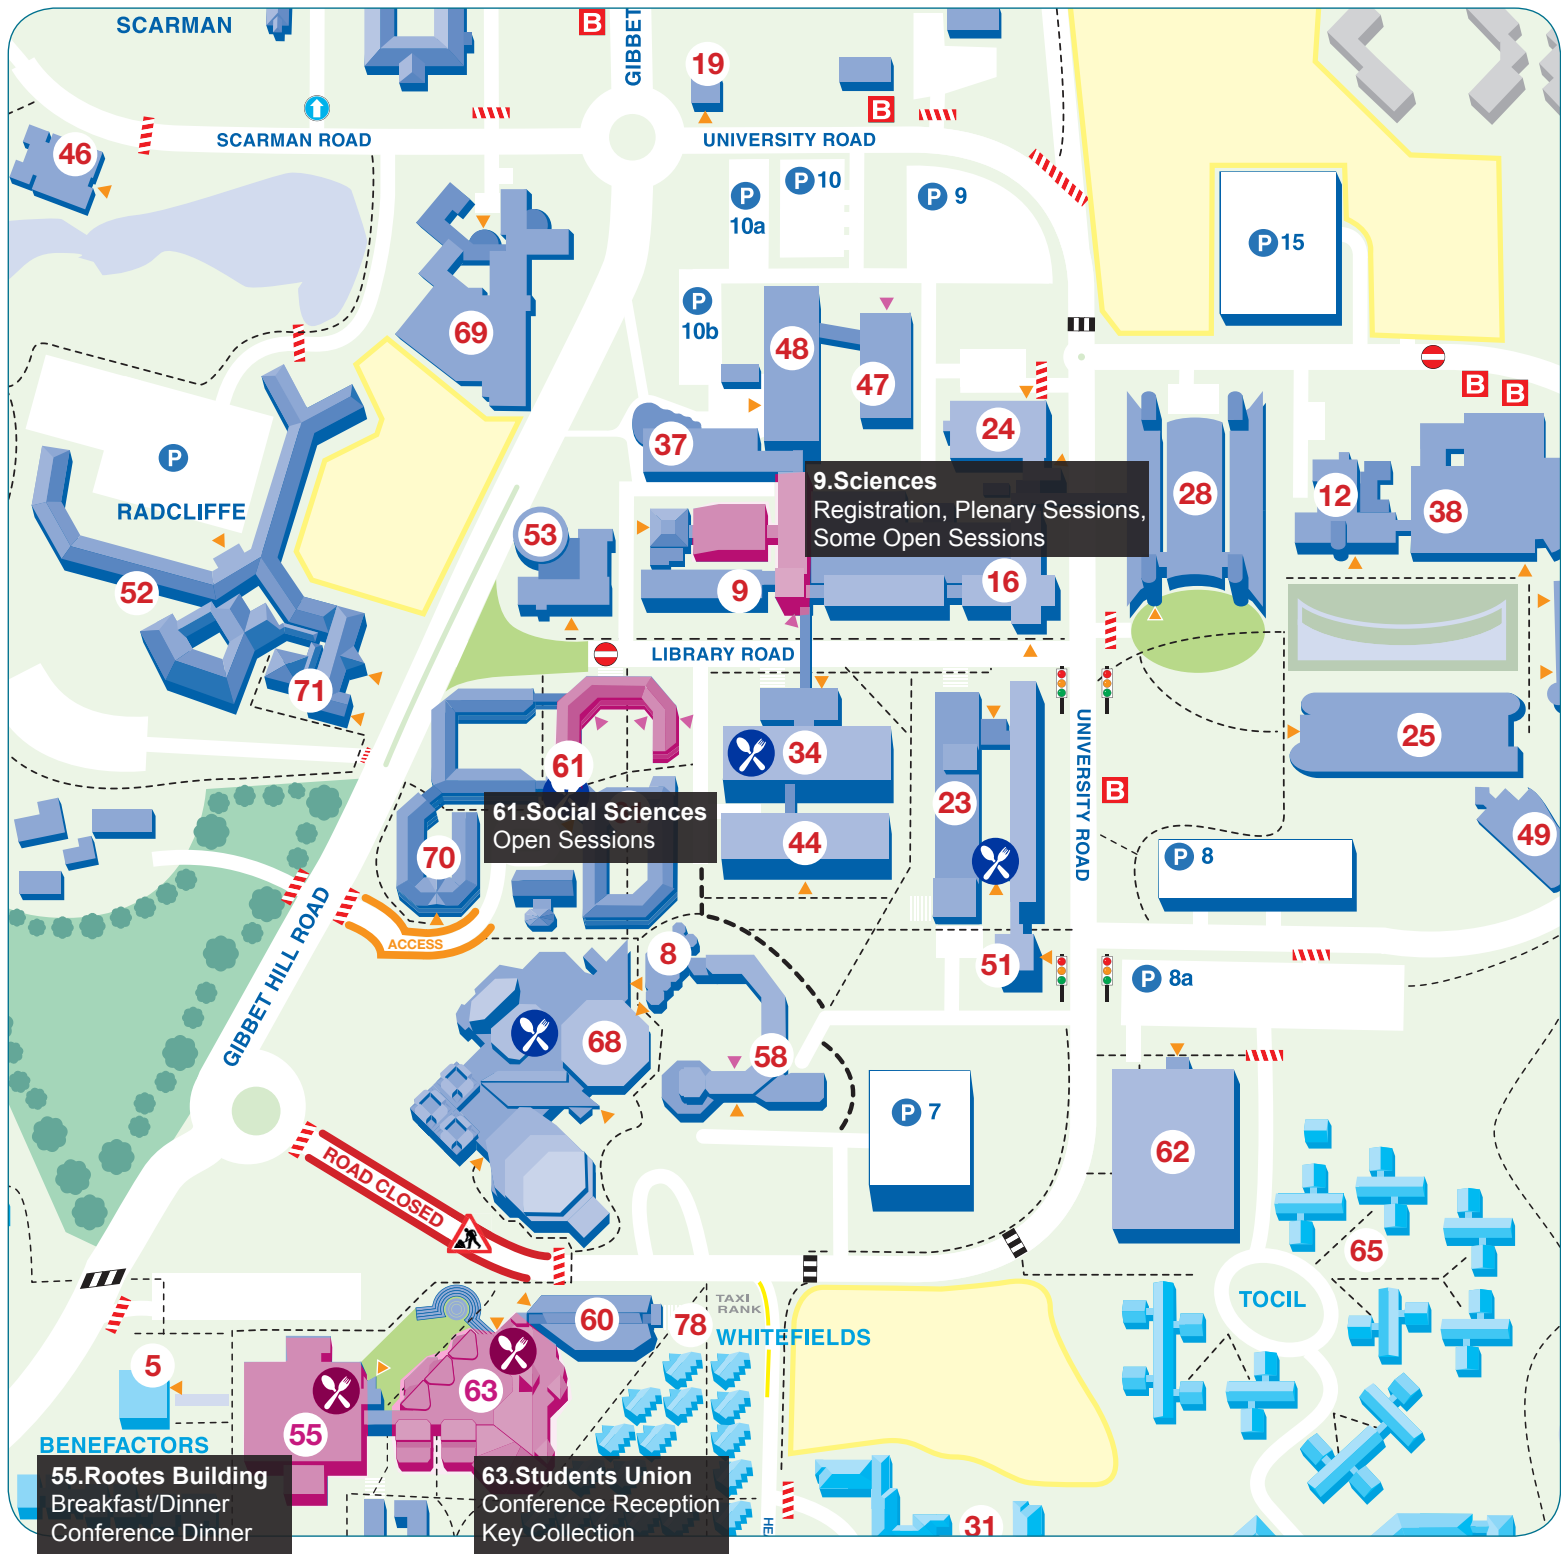 SCARMAN
B
GIBBET
19
B
46
SCARMAN ROAD
UNIVERSITY ROAD
P 10
P
10a
P 9
P 15
P
10b
69
48
47
B
B
24
37
P
RADCLIFFE
9.Sciences
Registration, Plenary Sessions,
Some Open Sessions
28
12
38
53
52
9
16
LIBRARY ROAD
71
UNIVERSITY ROAD
25
34
61
B
23
61.Social Sciences
Open Sessions
44
49
70
P 8
GIBBET HILL ROAD
ACCESS
8
51
P 8a
68
58
P 7
62
ROAD CLOSED
65
TOCIL
TAXI
RANK
60
78
WHITEFIELDS
5
63
55
BENEFACTORS
55.Rootes Building
Breakfast/Dinner
Conference Dinner
63.Students Union
Conference Reception
Key Collection
HE
31